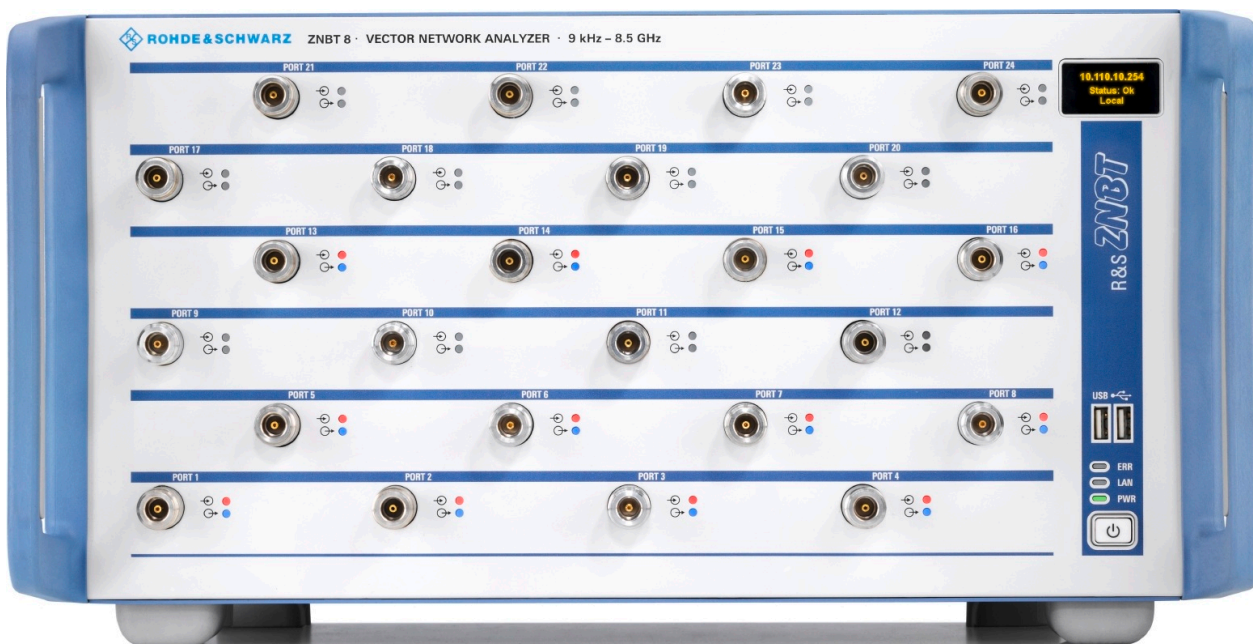 ROHDE&SCHWARZ ZNBT 8 · VECTOR NETWORK ANALYZER · 9 kHz – 8.5 GHz
PORT 21 PORT 22 PORT 23 PORT 24
10.110.10.254
Status: Ok
Local
PORT 17 PORT 18 PORT 19 PORT 20
R&S ZNBT
PORT 13 PORT 14 PORT 15 PORT 16
PORT 9 PORT 10 PORT 11 PORT 12
PORT 5 PORT 6 PORT 7 PORT 8
USB
ERR
LAN
PORT 1 PORT 2 PORT 3 PORT 4
PWR